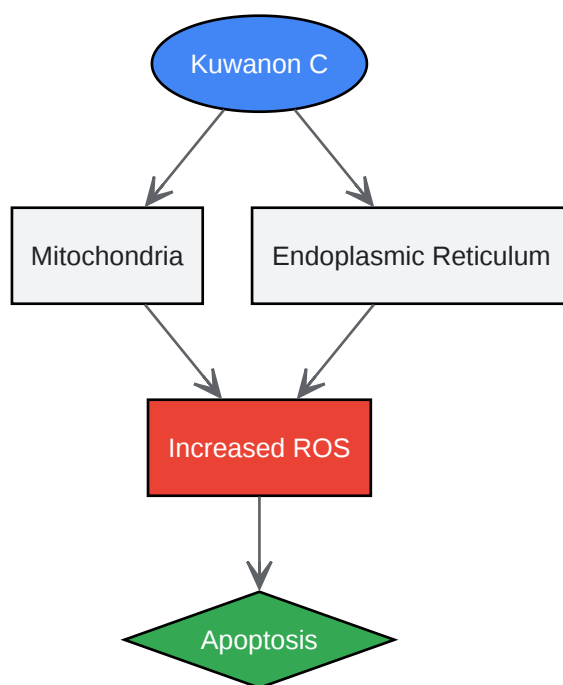 Kuwanon C
Mitochondria
Endoplasmic Reticulum
Increased ROS
Apoptosis